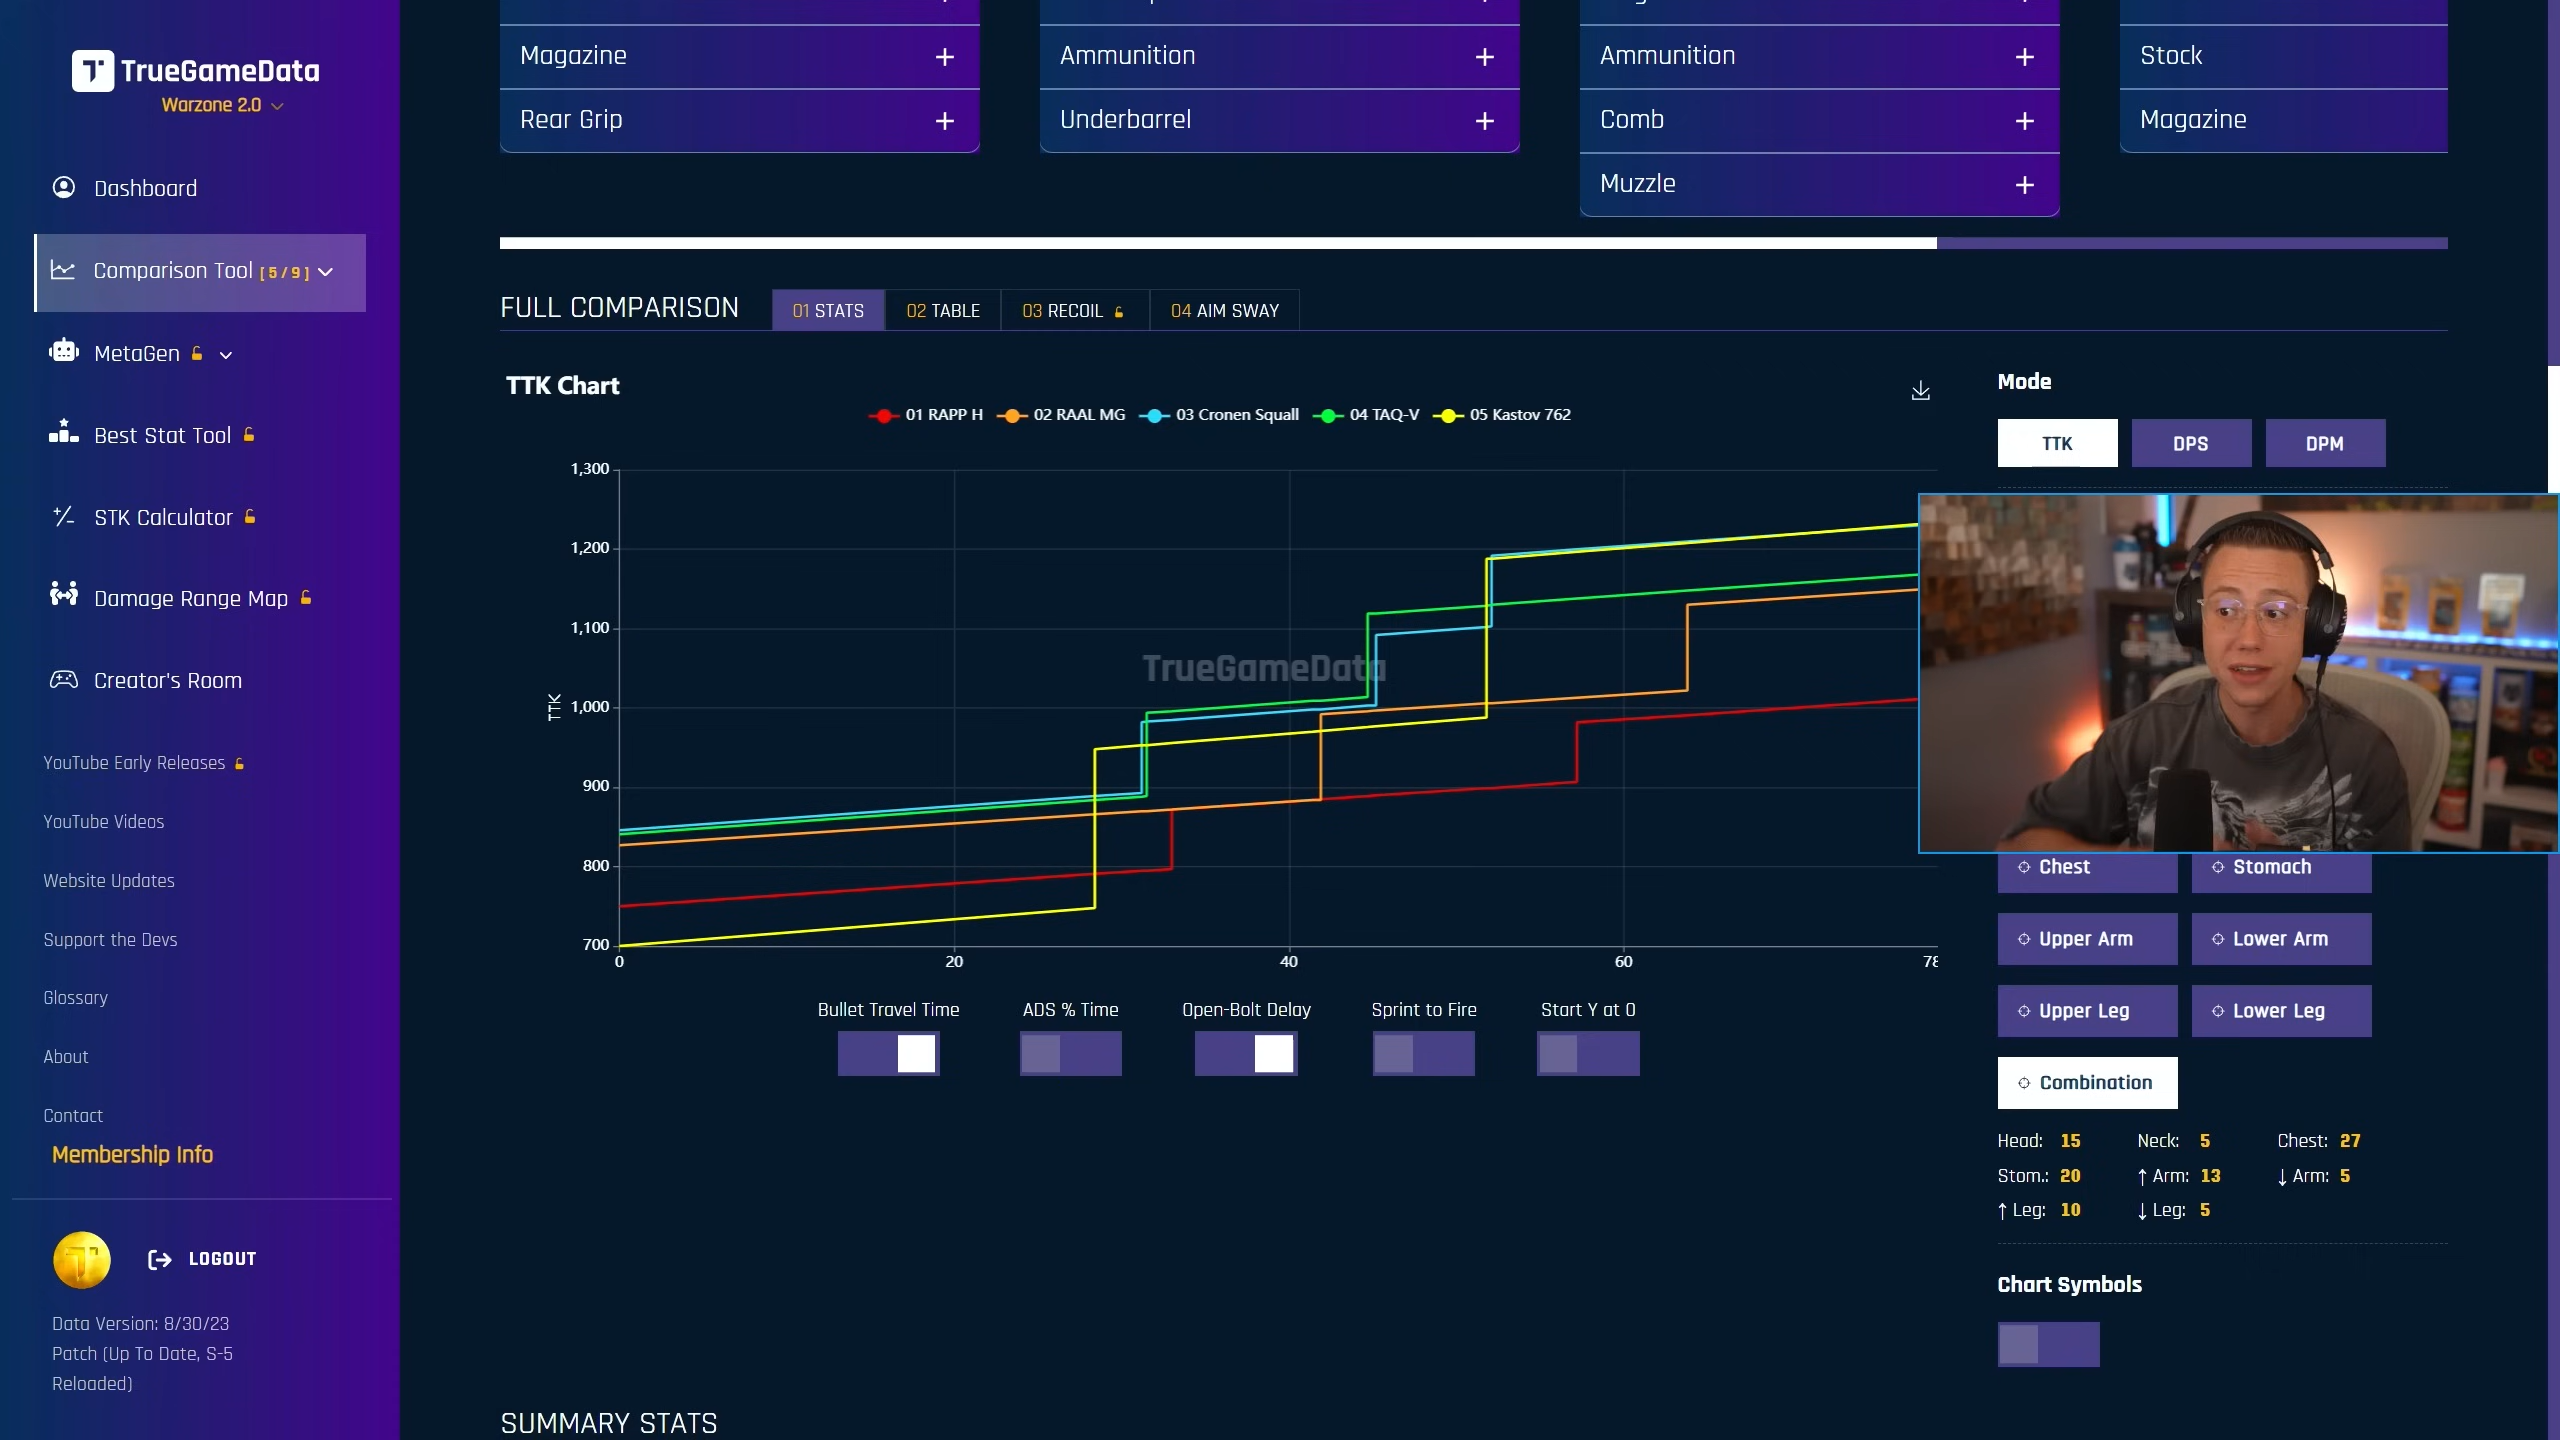 TrueGameData
Warzone 2.0
Dashboard
Comparison Tool [ 5 / 9 ]
MetaGen
Best Stat Tool
STK Calculator
Damage Range Map
Creator's Room
YouTube Early Releases
YouTube Videos
Website Updates
Support the Devs
Glossary
About
Contact
Membership Info
LOGOUT
Data Version: 8/30/23
Patch (Up To Date, S-5
Reloaded)
Magazine +
Rear Grip +
Ammunition +
Underbarrel +
Ammunition +
Comb +
Muzzle +
Stock
Magazine
FULL COMPARISON
01 STATS
02 TABLE
03 RECOIL
04 AIM SWAY
TTK Chart
01 RAPP H
02 RAAL MG
03 Cronen Squall
04 TAQ-V
05 Kastov 762
1,300
1,200
1,100
1,000
900
800
700
TTK
TrueGameData
0
20
40
60
78
Bullet Travel Time
ADS % Time
Open-Bolt Delay
Sprint to Fire
Start Y at 0
Mode
TTK
DPS
DPM
Chest
Stomach
Upper Arm
Lower Arm
Upper Leg
Lower Leg
Combination
Head: 15 Neck: 5 Chest: 27
Stom.: 20 ↑ Arm: 13 ↓ Arm: 5
↑ Leg: 10 ↓ Leg: 5
Chart Symbols
SUMMARY STATS